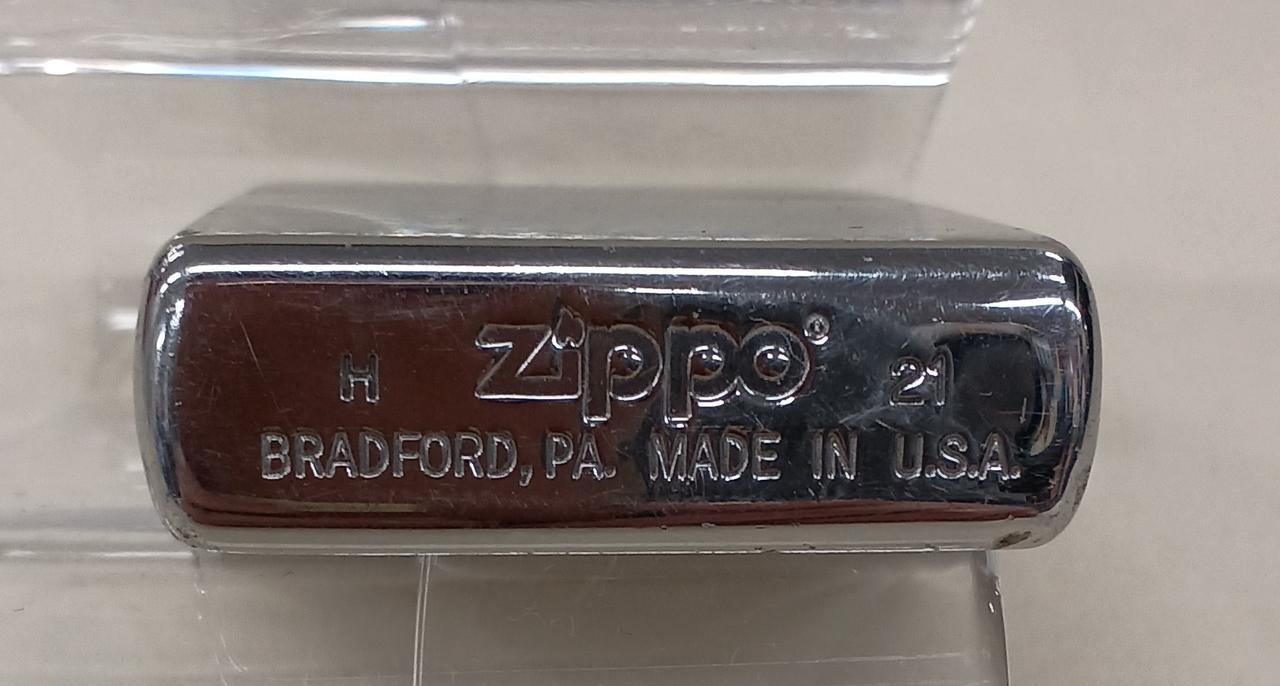 H Zippo® 21
BRADFORD, PA. MADE IN U.S.A.